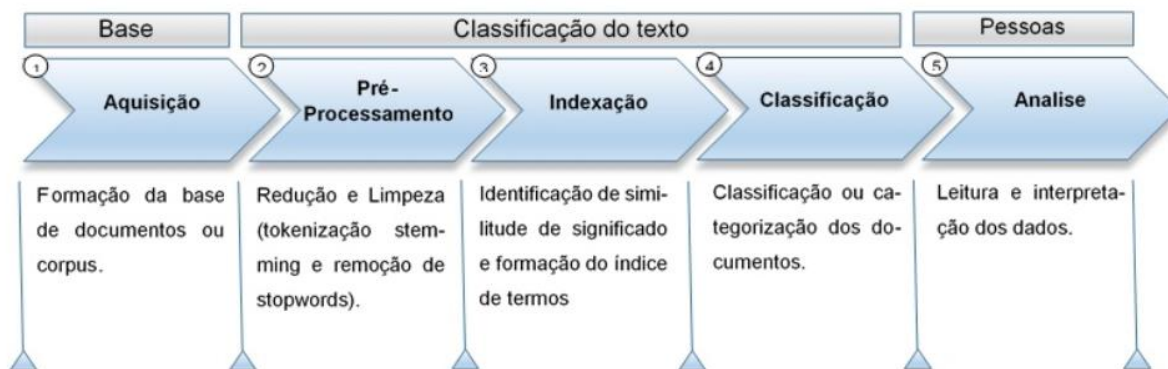 Base
Classificação do texto
Pessoas
1
Aquisição
2
Pré-
Processamento
3
Indexação
4
Classificação
5
Analise
Formação da base
de documentos ou
corpus.
Redução e Limpeza
(tokenização stem-
ming e remoção de
stopwords).
Identificação de simi-
litude de significado
e formação do índice
de termos
Classificação ou ca-
tegorização dos do-
cumentos.
Leitura e interpreta-
ção dos dados.